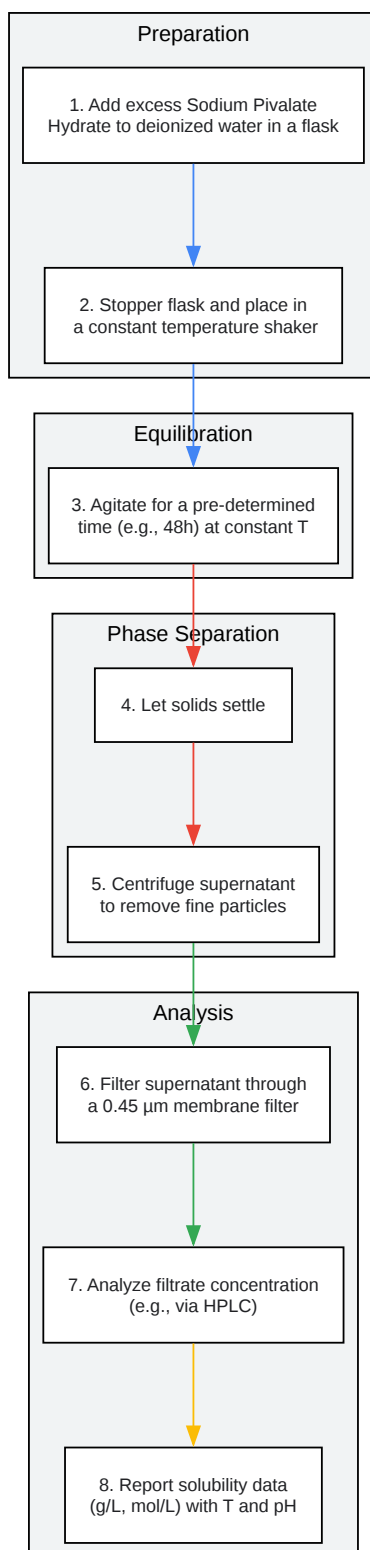 Preparation
1. Add excess Sodium Pivalate
Hydrate to deionized water in a flask
2. Stopper flask and place in
a constant temperature shaker
Equilibration
3. Agitate for a pre-determined
time (e.g., 48h) at constant T
Phase Separation
4. Let solids settle
5. Centrifuge supernatant
to remove fine particles
Analysis
6. Filter supernatant through
a 0.45 µm membrane filter
7. Analyze filtrate concentration
(e.g., via HPLC)
8. Report solubility data
(g/L, mol/L) with T and pH